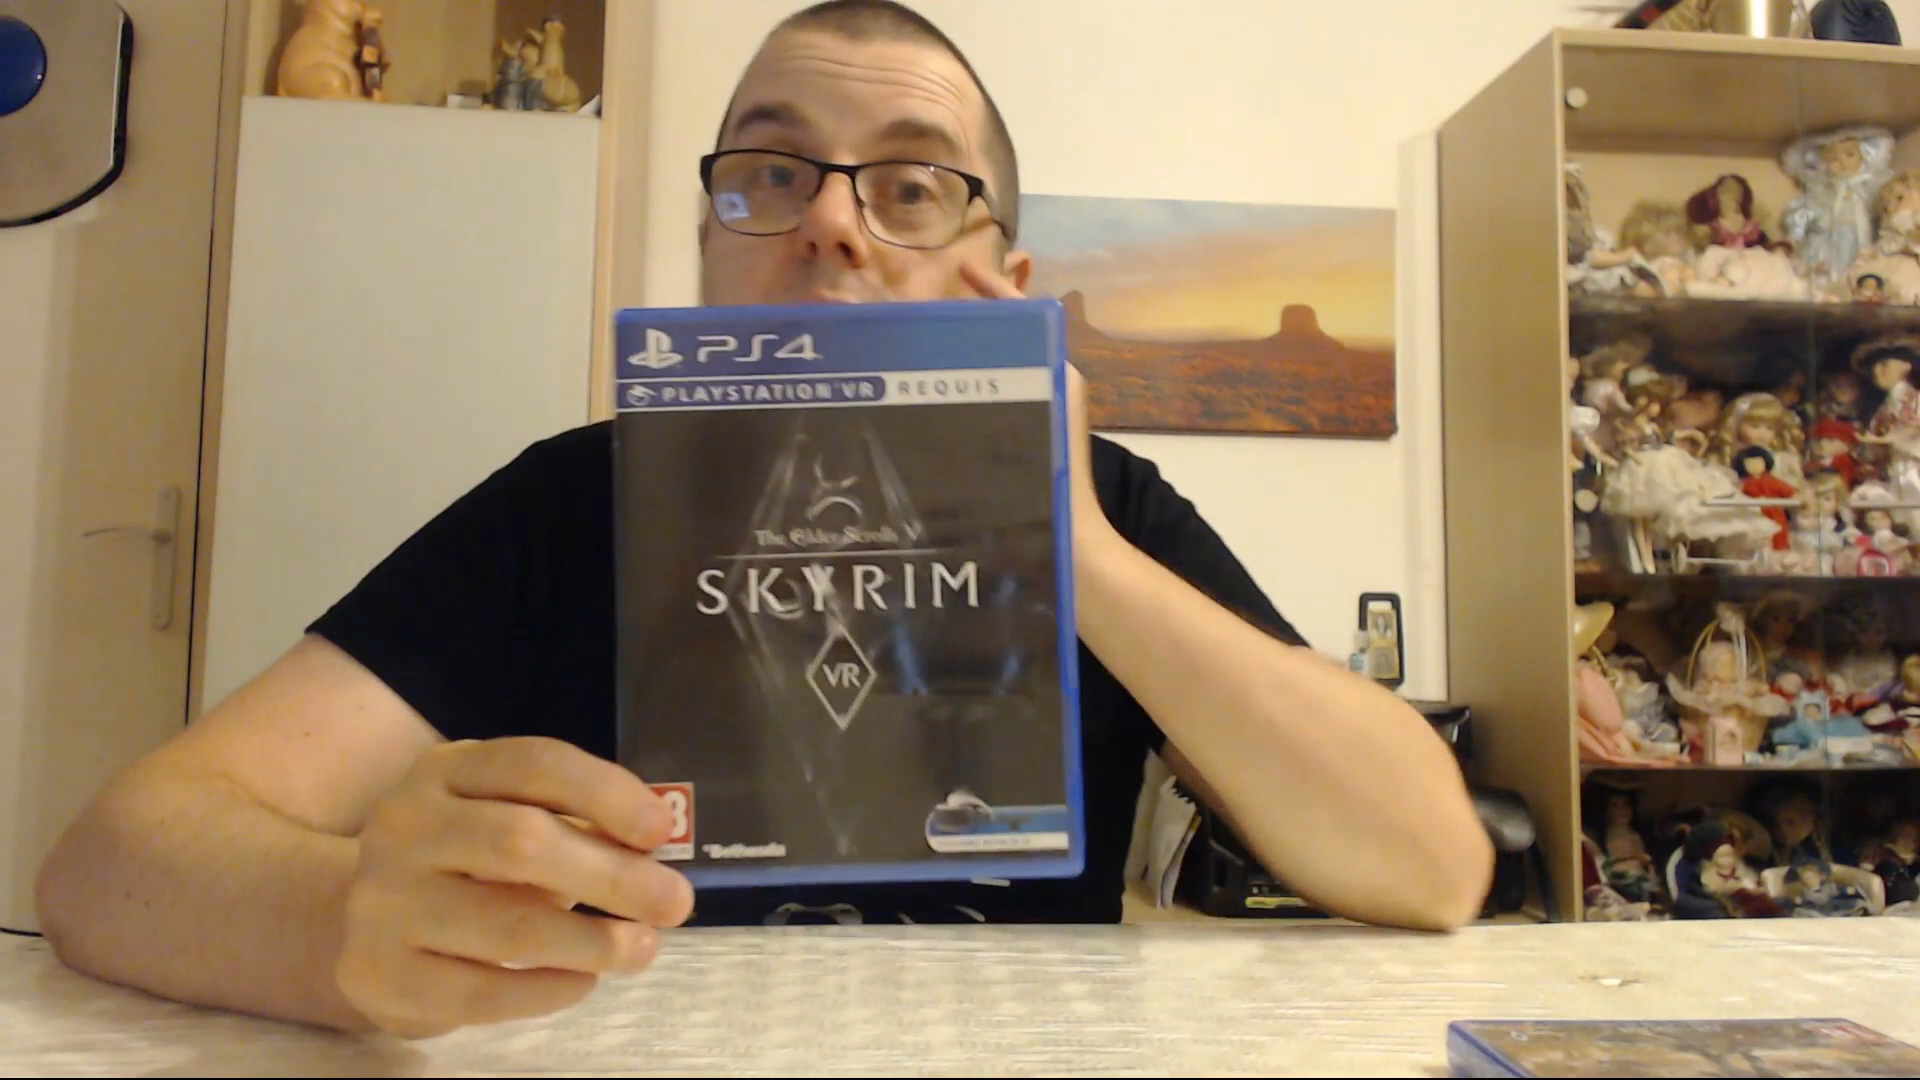 PS4
PLAYSTATION VR REQUIS
The Elder Scrolls V
SKYRIM
VR
Bethesda